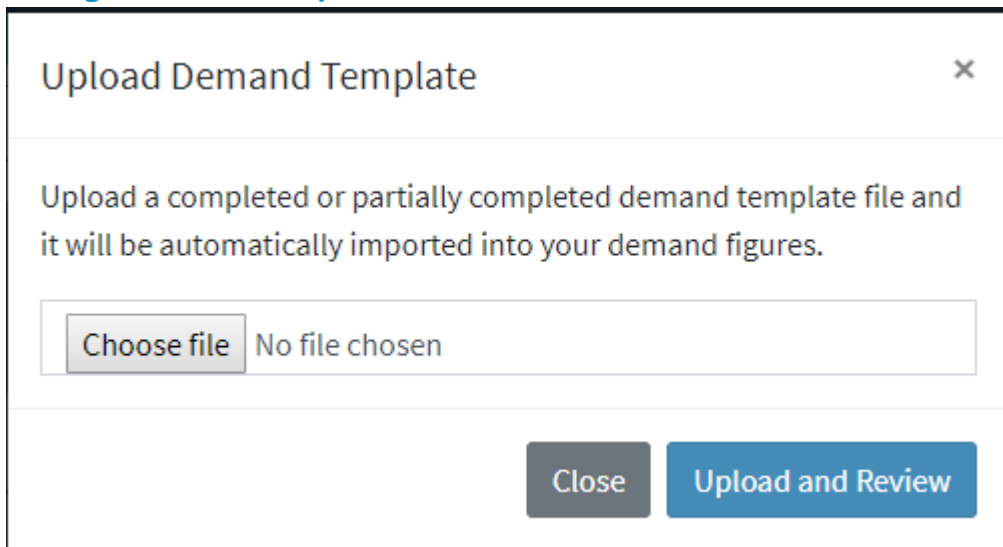 Upload Demand Template ×
Upload a completed or partially completed demand template file and
it will be automatically imported into your demand figures.
Choose file No file chosen
Close Upload and Review